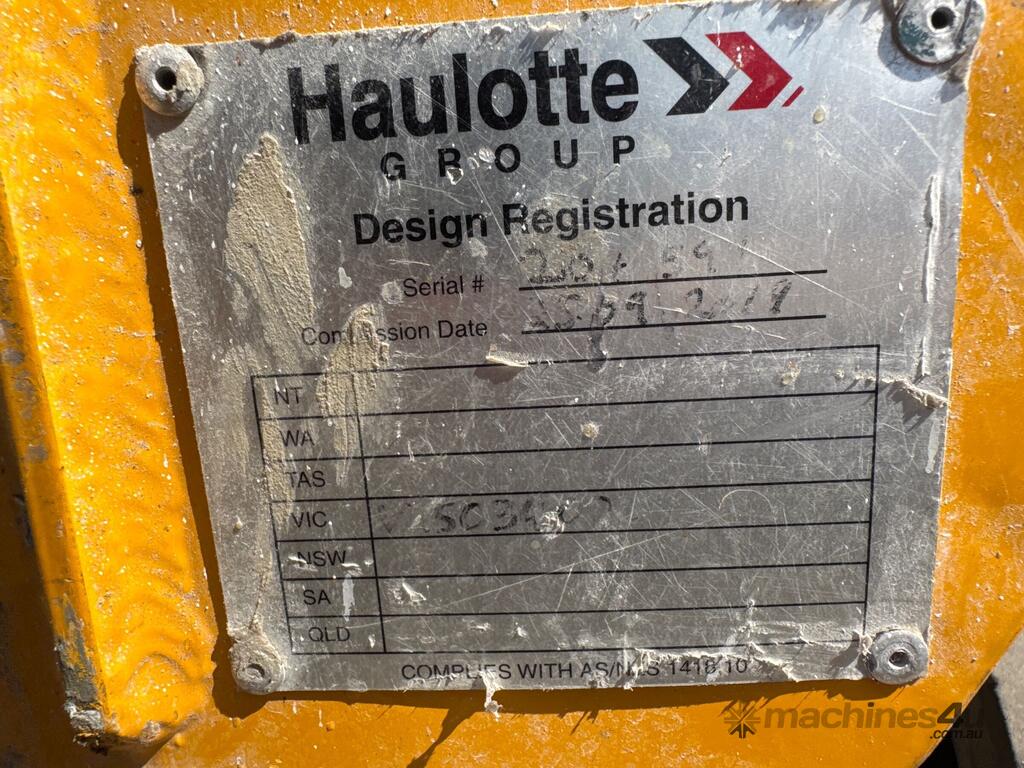 Haulotte
GROUP
Design Registration
Serial #
Commission Date
NT
WA
TAS
VIC
NSW
SA
QLD
COMPLIES WITH AS/NZS 1418.10
machines4u
.com.au